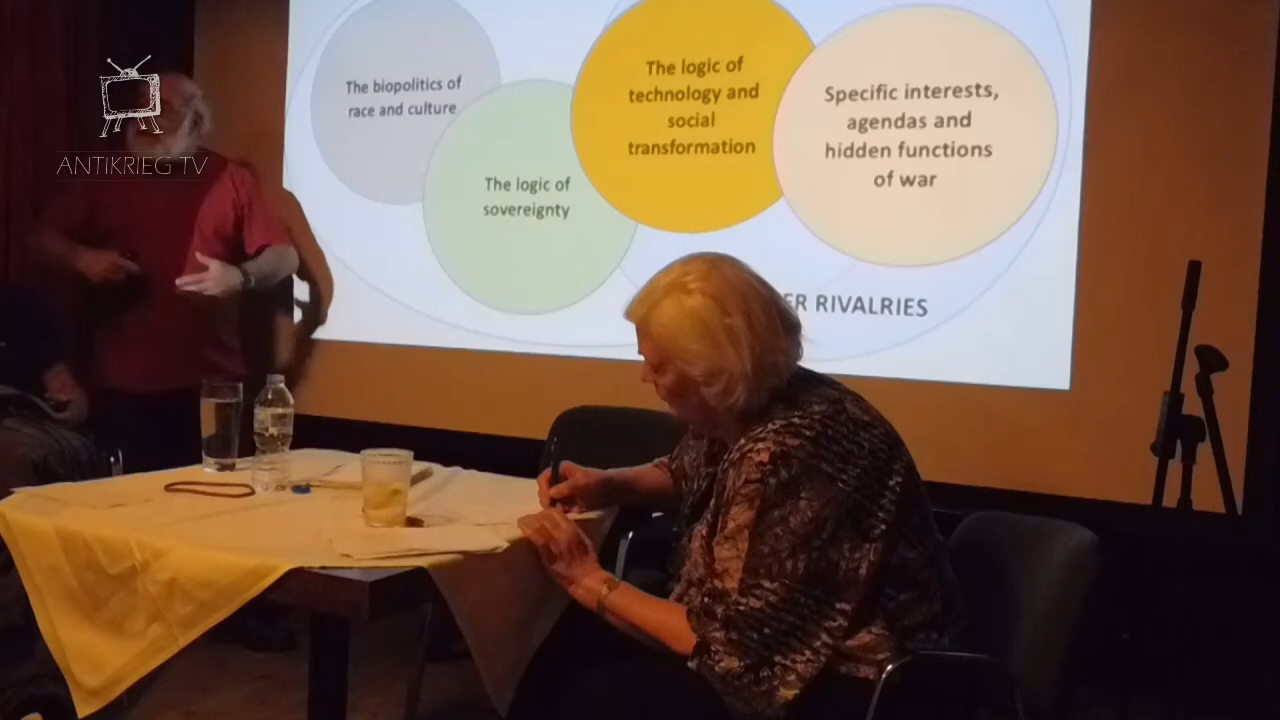 ANTIKRIEG TV
The biopolitics of
race and culture
The logic of
sovereignty
The logic of
technology and
social
transformation
Specific interests,
agendas and
hidden functions
of war
RIVALRIES